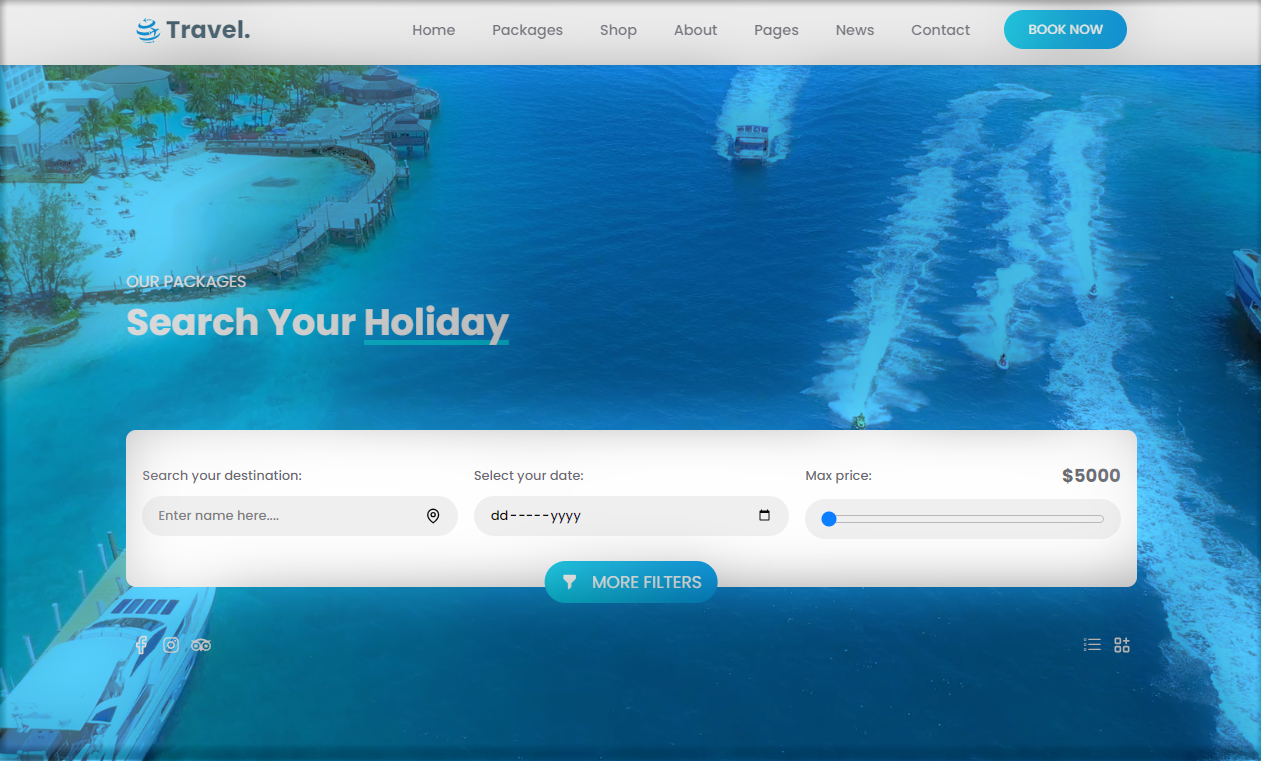 Travel.
Home Packages Shop About Pages News Contact BOOK NOW
OUR PACKAGES
Search Your Holiday
Search your destination: Select your date: Max price: $5000
Enter name here.... dd-----yyyy
MORE FILTERS